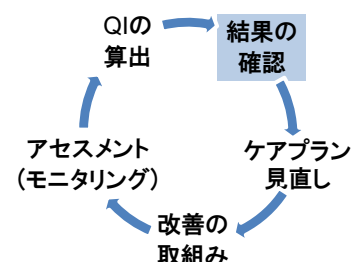 QIの
算出
結果の
確認
ケアプラン
見直し
改善の
取組み
アセスメント
(モニタリング)